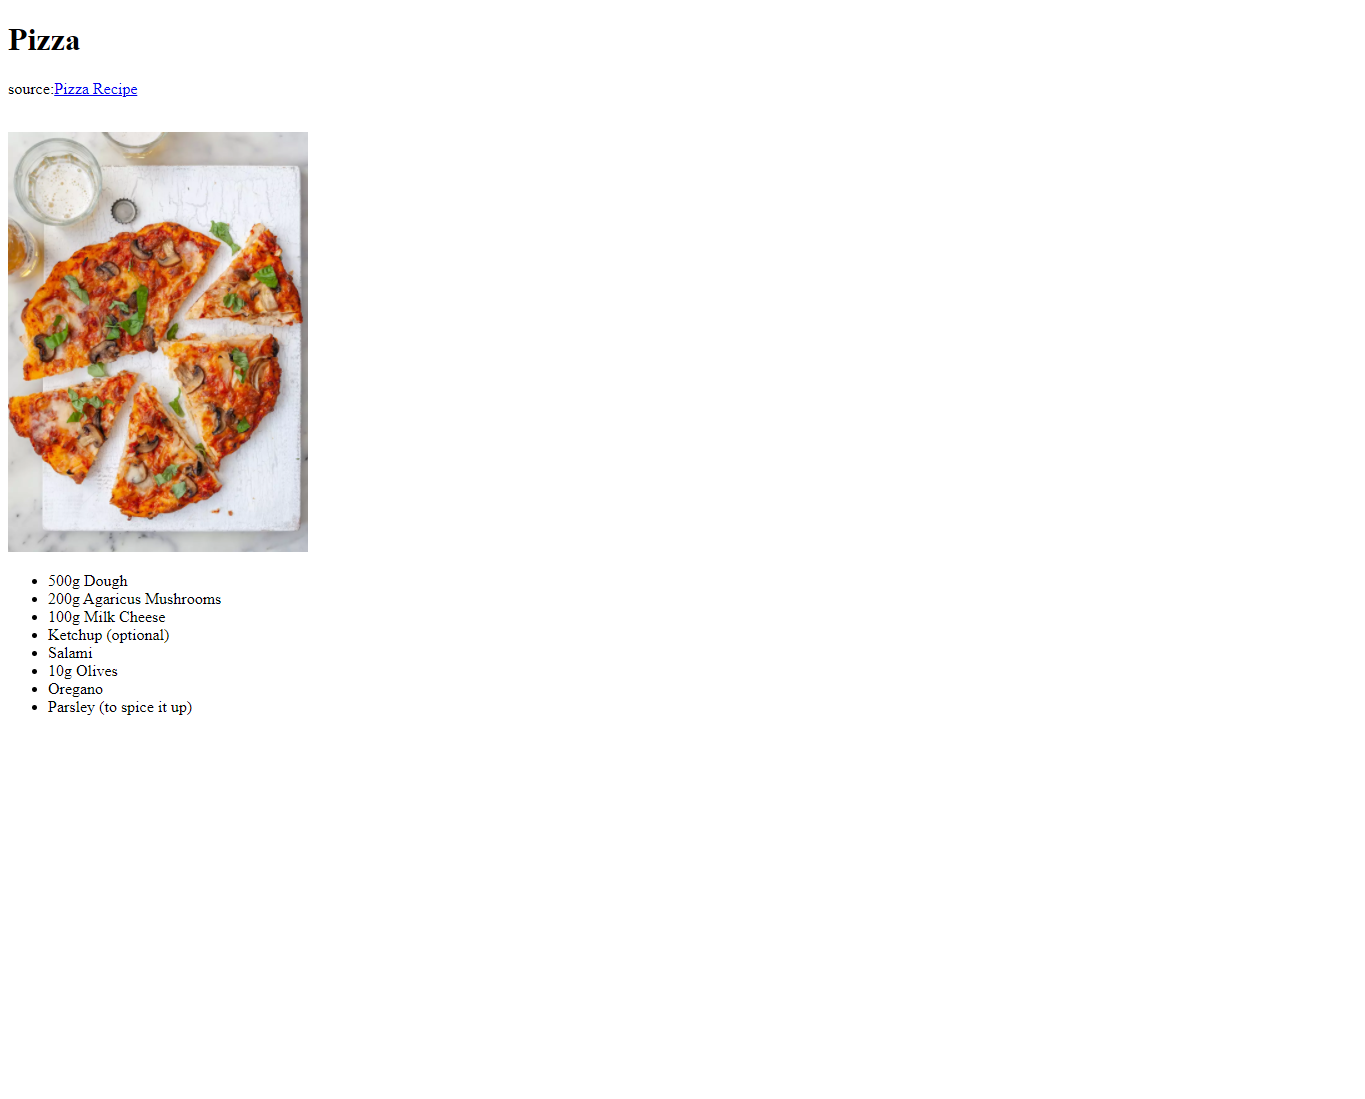 Pizza
source:Pizza Recipe
500g Dough
200g Agaricus Mushrooms
100g Milk Cheese
Ketchup (optional)
Salami
10g Olives
Oregano
Parsley (to spice it up)